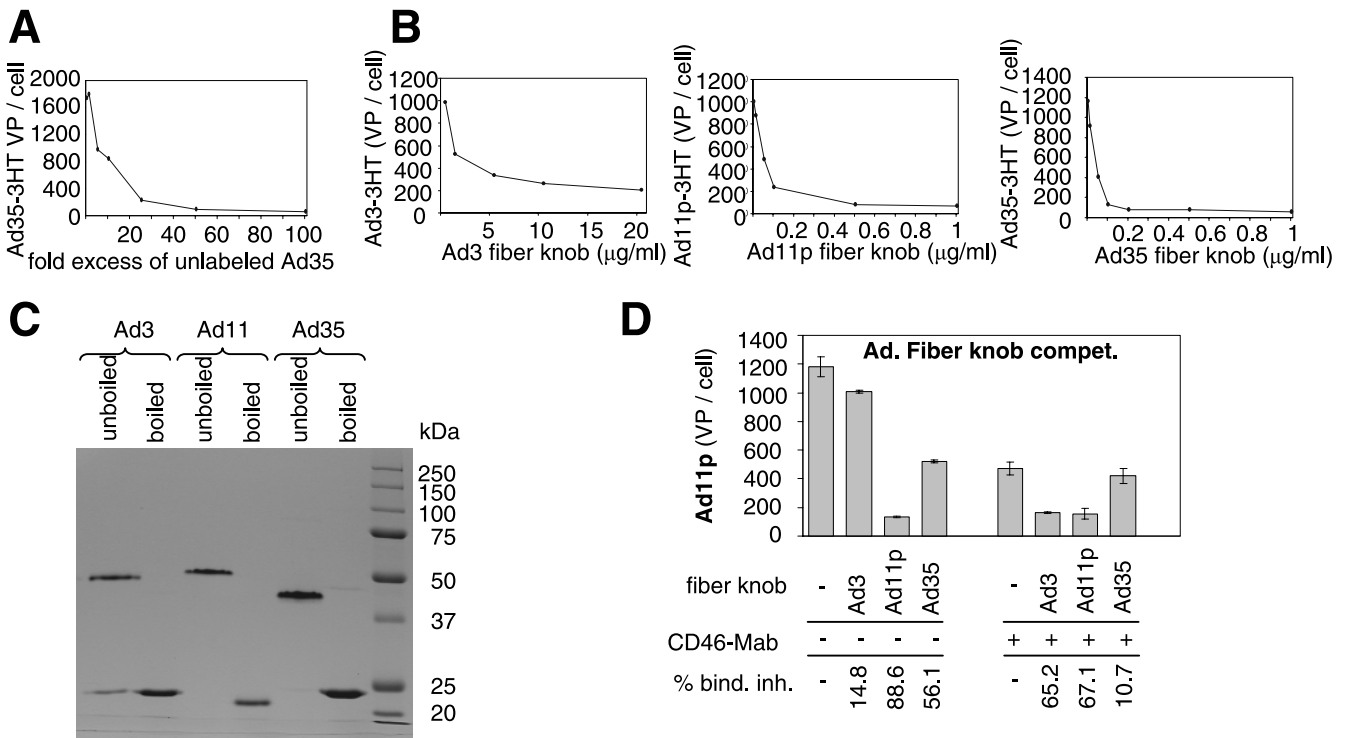 A
Ad35-3HT VP / cell
2000
1600
1200
800
400
0
20 40 60 80 100
fold excess of unlabeled Ad35
B
Ad3-3HT (VP / cell)
1200
1000
800
600
400
200
0
5 10 15 20
Ad3 fiber knob (μg/ml)
Ad11p-3HT (VP / cell)
1200
1000
800
600
400
200
0
0.2 0.4 0.6 0.8 1
Ad11p fiber knob (μg/ml)
Ad35-3HT (VP / cell)
1400
1200
1000
800
600
400
200
0
0.2 0.4 0.6 0.8 1
Ad35 fiber knob (μg/ml)
C
Ad3 Ad11 Ad35
unboiled boiled unboiled boiled unboiled boiled
kDa
250
150
100
75
50
37
25
20
D
Ad. Fiber knob compet.
Ad11p (VP / cell)
1400
1200
1000
800
600
400
200
0
fiber knob - Ad3 Ad11p Ad35 - Ad3 Ad11p Ad35
CD46-Mab - - - - + + + +
% bind. inh. - 14.8 88.6 56.1 - 65.2 67.1 10.7